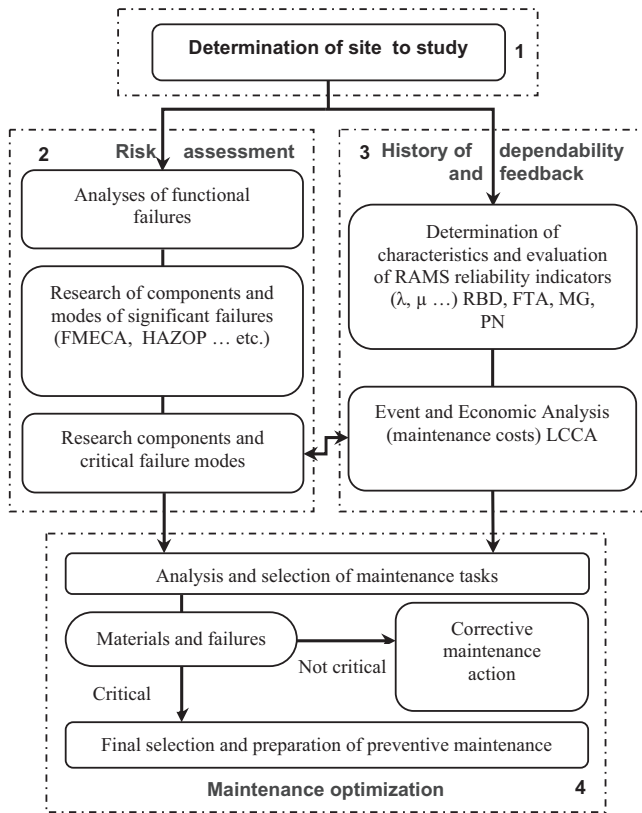 Determination of site to study
1
2
Risk assessment
Analyses of functional
failures
Research of components and
modes of significant failures
(FMECA, HAZOP … etc.)
Research components and
critical failure modes
3
History of dependability
and feedback
Determination of
characteristics and evaluation
of RAMS reliability indicators
(λ, µ …) RBD, FTA, MG,
PN
Event and Economic Analysis
(maintenance costs) LCCA
Analysis and selection of maintenance tasks
Materials and failures
Not critical
Corrective
maintenance
action
Critical
Final selection and preparation of preventive maintenance
Maintenance optimization
4